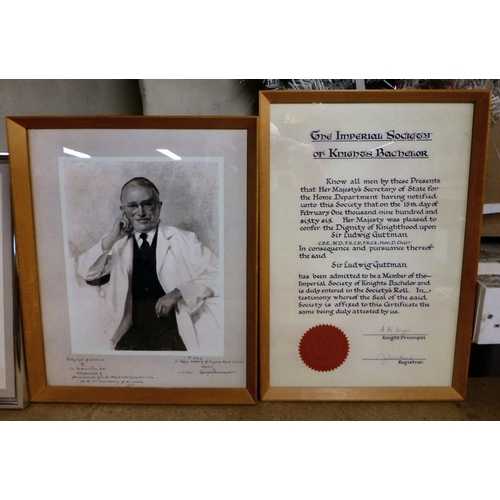 The Imperial Society
of Knights Bachelor
Know all men by these Presents
that Her Majesty's Secretary of State for
the Home Department having notified
unto this Society that on the 15th day of
February One thousand nine hundred and
sixty six Her Majesty was pleased to
confer the Dignity of Knighthood upon
Sir Ludwig Guttman
C.B.E., M.D., F.R.C.P., F.R.C.S., Hon. D. Chir.
In consequence and pursuance thereof
the said
Sir Ludwig Guttman
has been admitted to be a Member of the
Imperial Society of Knights Bachelor and
is duly entered in the Society's Roll. In
testimony whereof the Seal of the said
Society is affixed to this Certificate the
same being duly attested by us
Knight Principal
Registrar